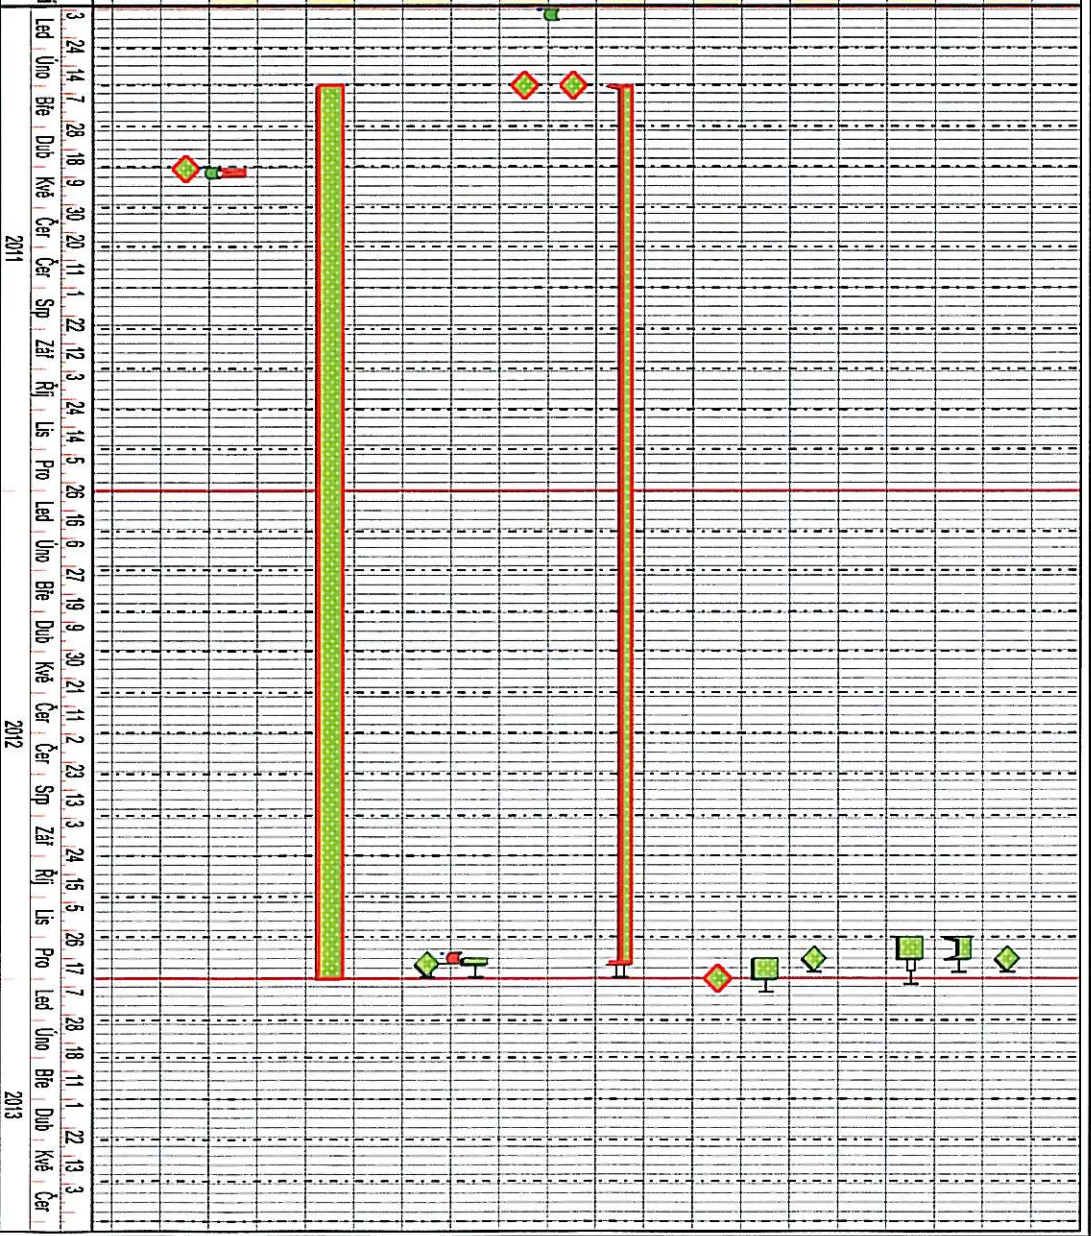 2011 2012 2013
Led Úno Bře Dub Kvě Čer Čer Srp Zář Říj Lis Pro Led Úno Bře Dub Kvě Čer Čer Srp Zář Říj Lis Pro Led Úno Bře Dub Kvě Čer
3 24 14 7 28 18 9 30 20 11 1 22 12 3 24 14 5 26 16 6 27 19 9 30 21 11 2 23 13 3 24 15 5 26 17 7 28 18 11 1 22 13 3